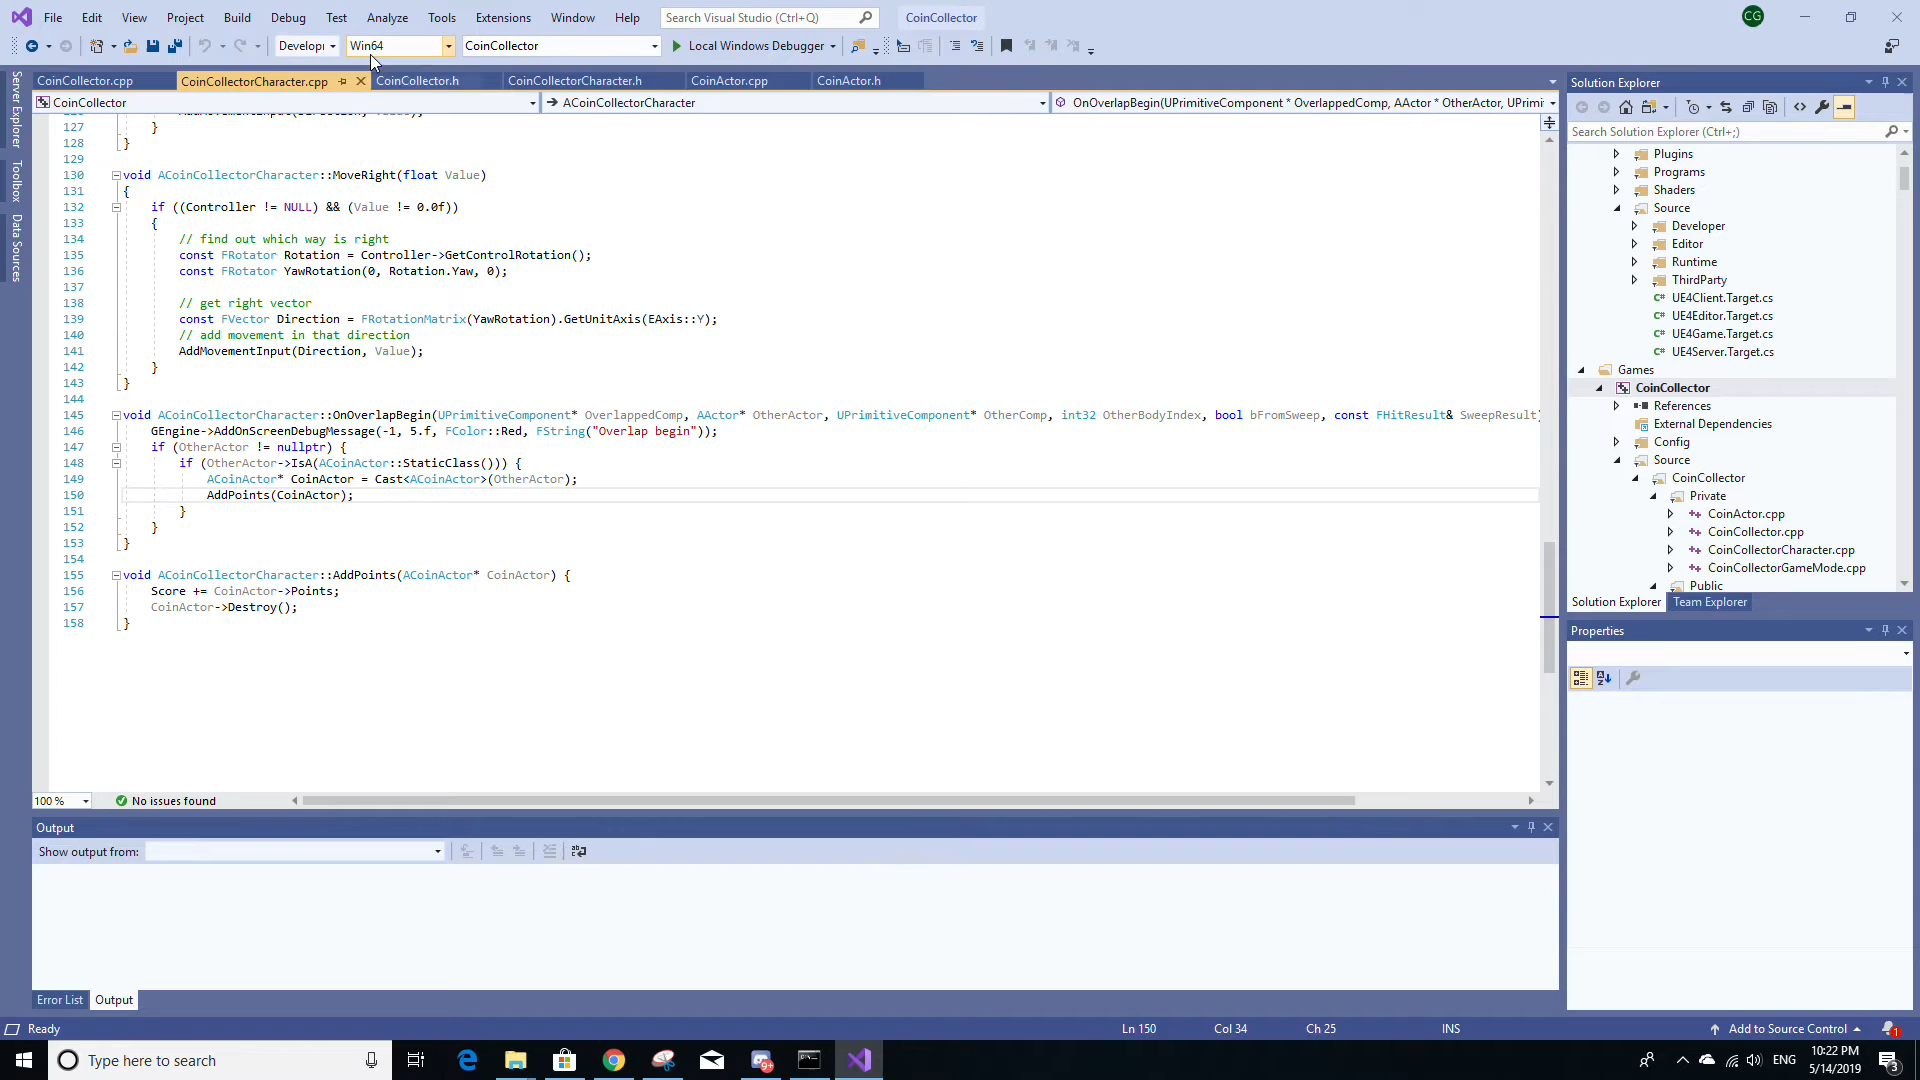 File Edit View Project Build Debug Test Analyze Tools Extensions Window Help Search Visual Studio (Ctrl+Q) CoinCollector CG
Develop Win64 CoinCollector Local Windows Debugger
CoinCollector.cpp CoinCollectorCharacter.cpp CoinCollector.h CoinCollectorCharacter.h CoinActor.cpp CoinActor.h
CoinCollector ACoinCollectorCharacter OnOverlapBegin(UPrimitiveComponent * OverlappedComp, AActor * OtherActor, UPrimi
Server Explorer
Toolbox
Data Sources
127 }
128 }
129
130 void ACoinCollectorCharacter::MoveRight(float Value)
131 {
132 if ((Controller != NULL) && (Value != 0.0f))
133 {
134 // find out which way is right
135 const FRotator Rotation = Controller->GetControlRotation();
136 const FRotator YawRotation(0, Rotation.Yaw, 0);
137
138 // get right vector
139 const FVector Direction = FRotationMatrix(YawRotation).GetUnitAxis(EAxis::Y);
140 // add movement in that direction
141 AddMovementInput(Direction, Value);
142 }
143 }
144
145 void ACoinCollectorCharacter::OnOverlapBegin(UPrimitiveComponent* OverlappedComp, AActor* OtherActor, UPrimitiveComponent* OtherComp, int32 OtherBodyIndex, bool bFromSweep, const FHitResult& SweepResult)
146 GEngine->AddOnScreenDebugMessage(-1, 5.f, FColor::Red, FString("Overlap begin"));
147 if (OtherActor != nullptr) {
148 if (OtherActor->IsA(ACoinActor::StaticClass())) {
149 ACoinActor* CoinActor = Cast<ACoinActor>(OtherActor);
150 AddPoints(CoinActor);
151 }
152 }
153 }
154
155 void ACoinCollectorCharacter::AddPoints(ACoinActor* CoinActor) {
156 Score += CoinActor->Points;
157 CoinActor->Destroy();
158 }
100 % No issues found
Output
Show output from:
Error List Output
Solution Explorer
Search Solution Explorer (Ctrl+;)
Plugins
Programs
Shaders
Source
Developer
Editor
Runtime
ThirdParty
C# UE4Client.Target.cs
C# UE4Editor.Target.cs
C# UE4Game.Target.cs
C# UE4Server.Target.cs
Games
CoinCollector
References
External Dependencies
Config
Source
CoinCollector
Private
CoinActor.cpp
CoinCollector.cpp
CoinCollectorCharacter.cpp
CoinCollectorGameMode.cpp
Public
Solution Explorer Team Explorer
Properties
Ready Ln 150 Col 34 Ch 25 INS Add to Source Control 1
Type here to search 9+ ENG 10:22 PM
5/14/2019 3